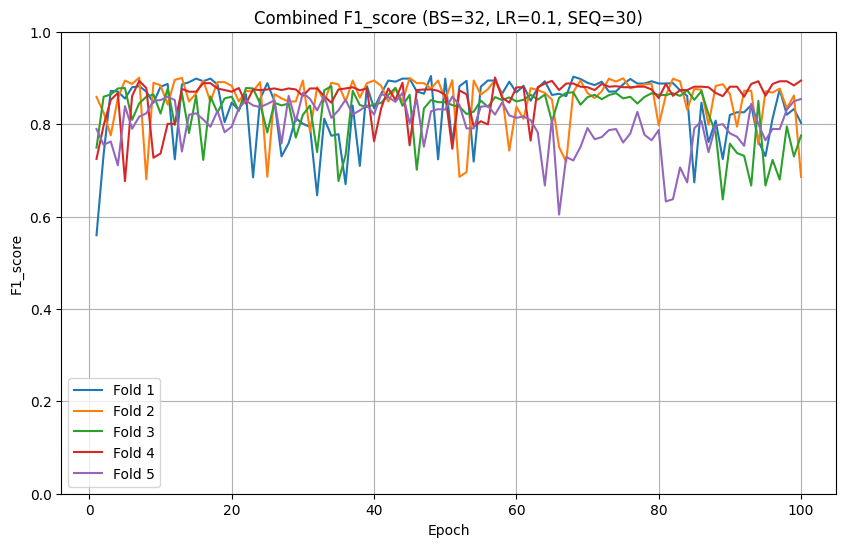 Combined F1_score (BS=32, LR=0.1, SEQ=30)
1.0
0.8
0.6
0.4
0.2
0.0
F1_score
Fold 1
Fold 2
Fold 3
Fold 4
Fold 5
0 20 40 60 80 100
Epoch